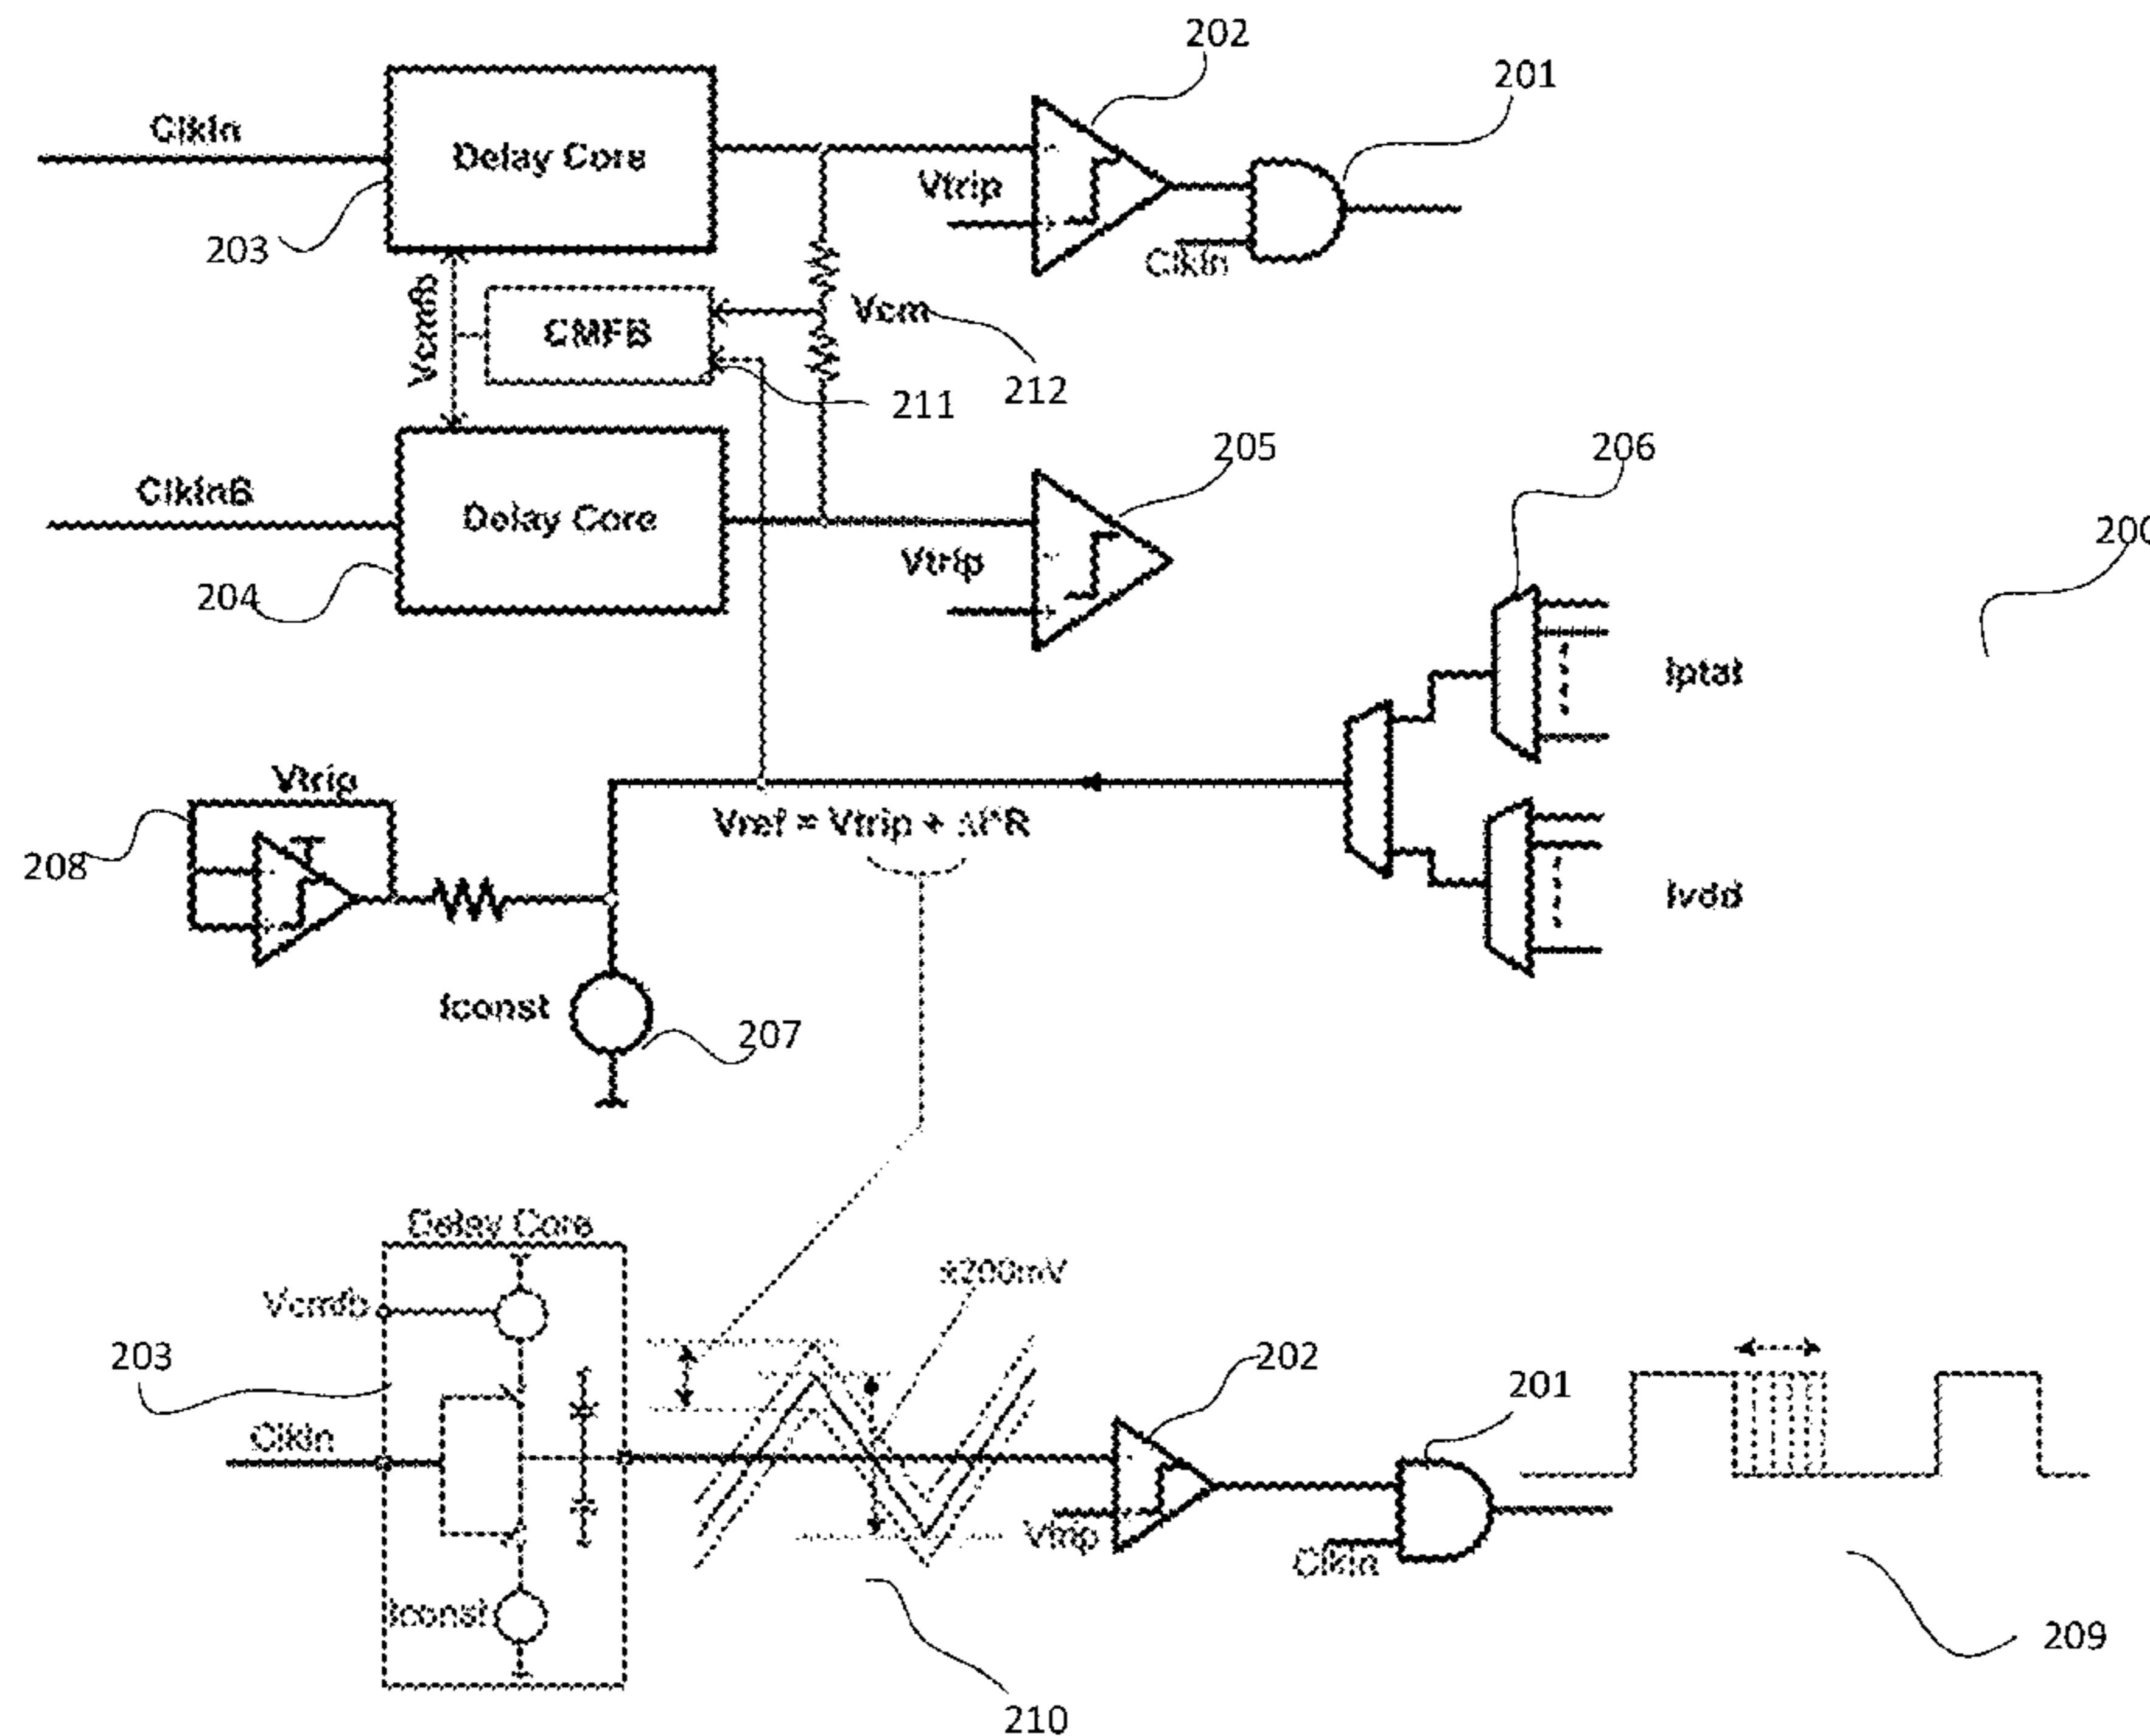 202
201
ClkIn
Delay Core
Vtrip
203
ClkIn
Vcmfb
CMFB
Vcm
211
212
205
206
ClkInB
Delay Core
Vtrip
200
204
Iptat
Vtrip
Vref = Vtrip + ΔI*R
208
Ivdd
Iconst
207
Delay Core
±200mV
Vcmfb
203
202
201
ClkIn
Vtrip
ClkIn
Iconst
209
210